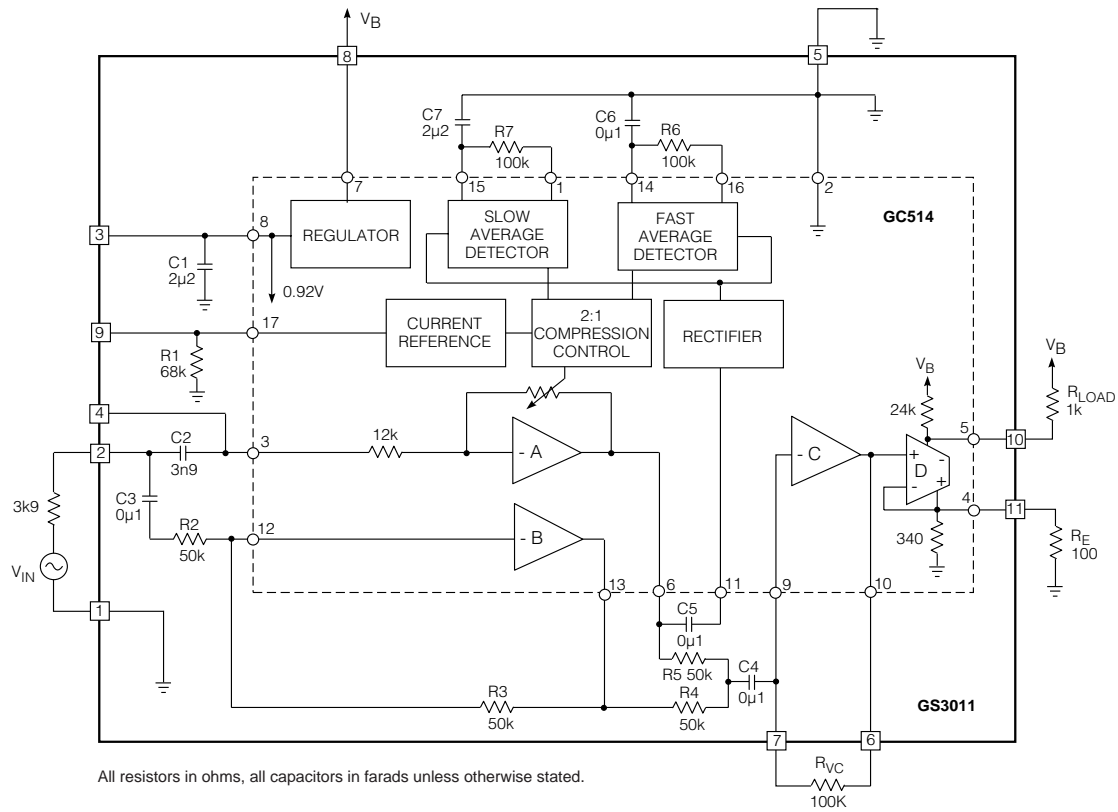 VB
8
5
C7
2µ2
R7
100k
C6
0µ1
R6
100k
7
15
1
14
16
2
GC514
3
8
REGULATOR
SLOW
AVERAGE
DETECTOR
FAST
AVERAGE
DETECTOR
C1
2µ2
0.92V
9
17
CURRENT
REFERENCE
2:1
COMPRESSION
CONTROL
RECTIFIER
R1
68k
VB
VB
RLOAD
1k
24k
4
2
C2
3n9
3
12k
- A
- C
+
-
D
-
+
5
10
4
11
3k9
C3
0µ1
R2
50k
12
- B
340
RE
100
VIN
1
13
6
11
9
10
C5
0µ1
R5 50k
C4
0µ1
R3
50k
R4
50k
GS3011
7
6
RVC
100K
All resistors in ohms, all capacitors in farads unless otherwise stated.